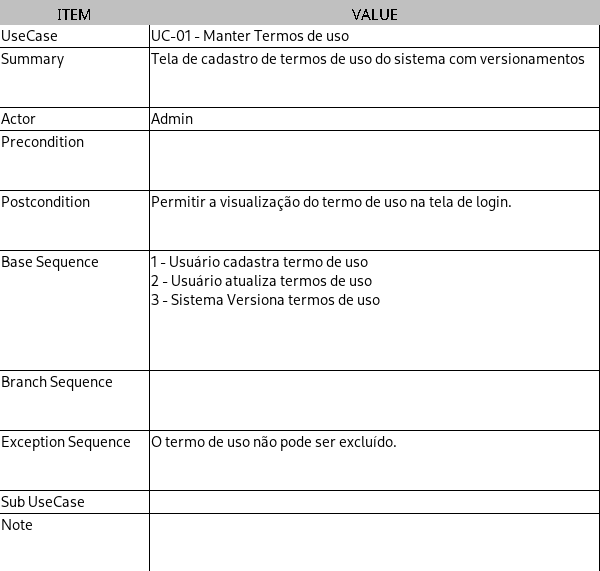 ITEM VALUE
UseCase UC-01 - Manter Termos de uso
Summary Tela de cadastro de termos de uso do sistema com versionamentos
Actor Admin
Precondition
Postcondition Permitir a visualização do termo de uso na tela de login.
Base Sequence 1 - Usuário cadastra termo de uso
2 - Usuário atualiza termos de uso
3 - Sistema Versiona termos de uso
Branch Sequence
Exception Sequence O termo de uso não pode ser excluído.
Sub UseCase
Note